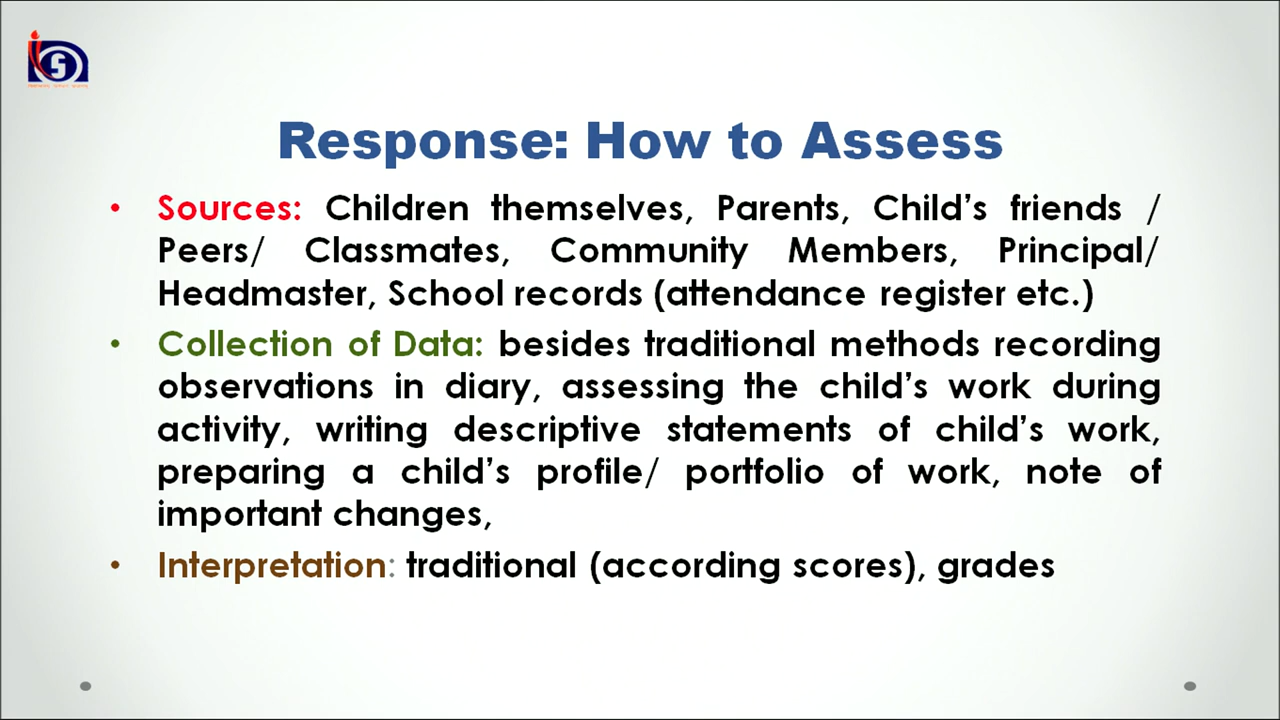 Response: How to Assess
• Sources: Children themselves, Parents, Child's friends /
Peers/ Classmates, Community Members, Principal/
Headmaster, School records (attendance register etc.)
• Collection of Data: besides traditional methods recording
observations in diary, assessing the child's work during
activity, writing descriptive statements of child's work,
preparing a child's profile/ portfolio of work, note of
important changes,
• Interpretation: traditional (according scores), grades